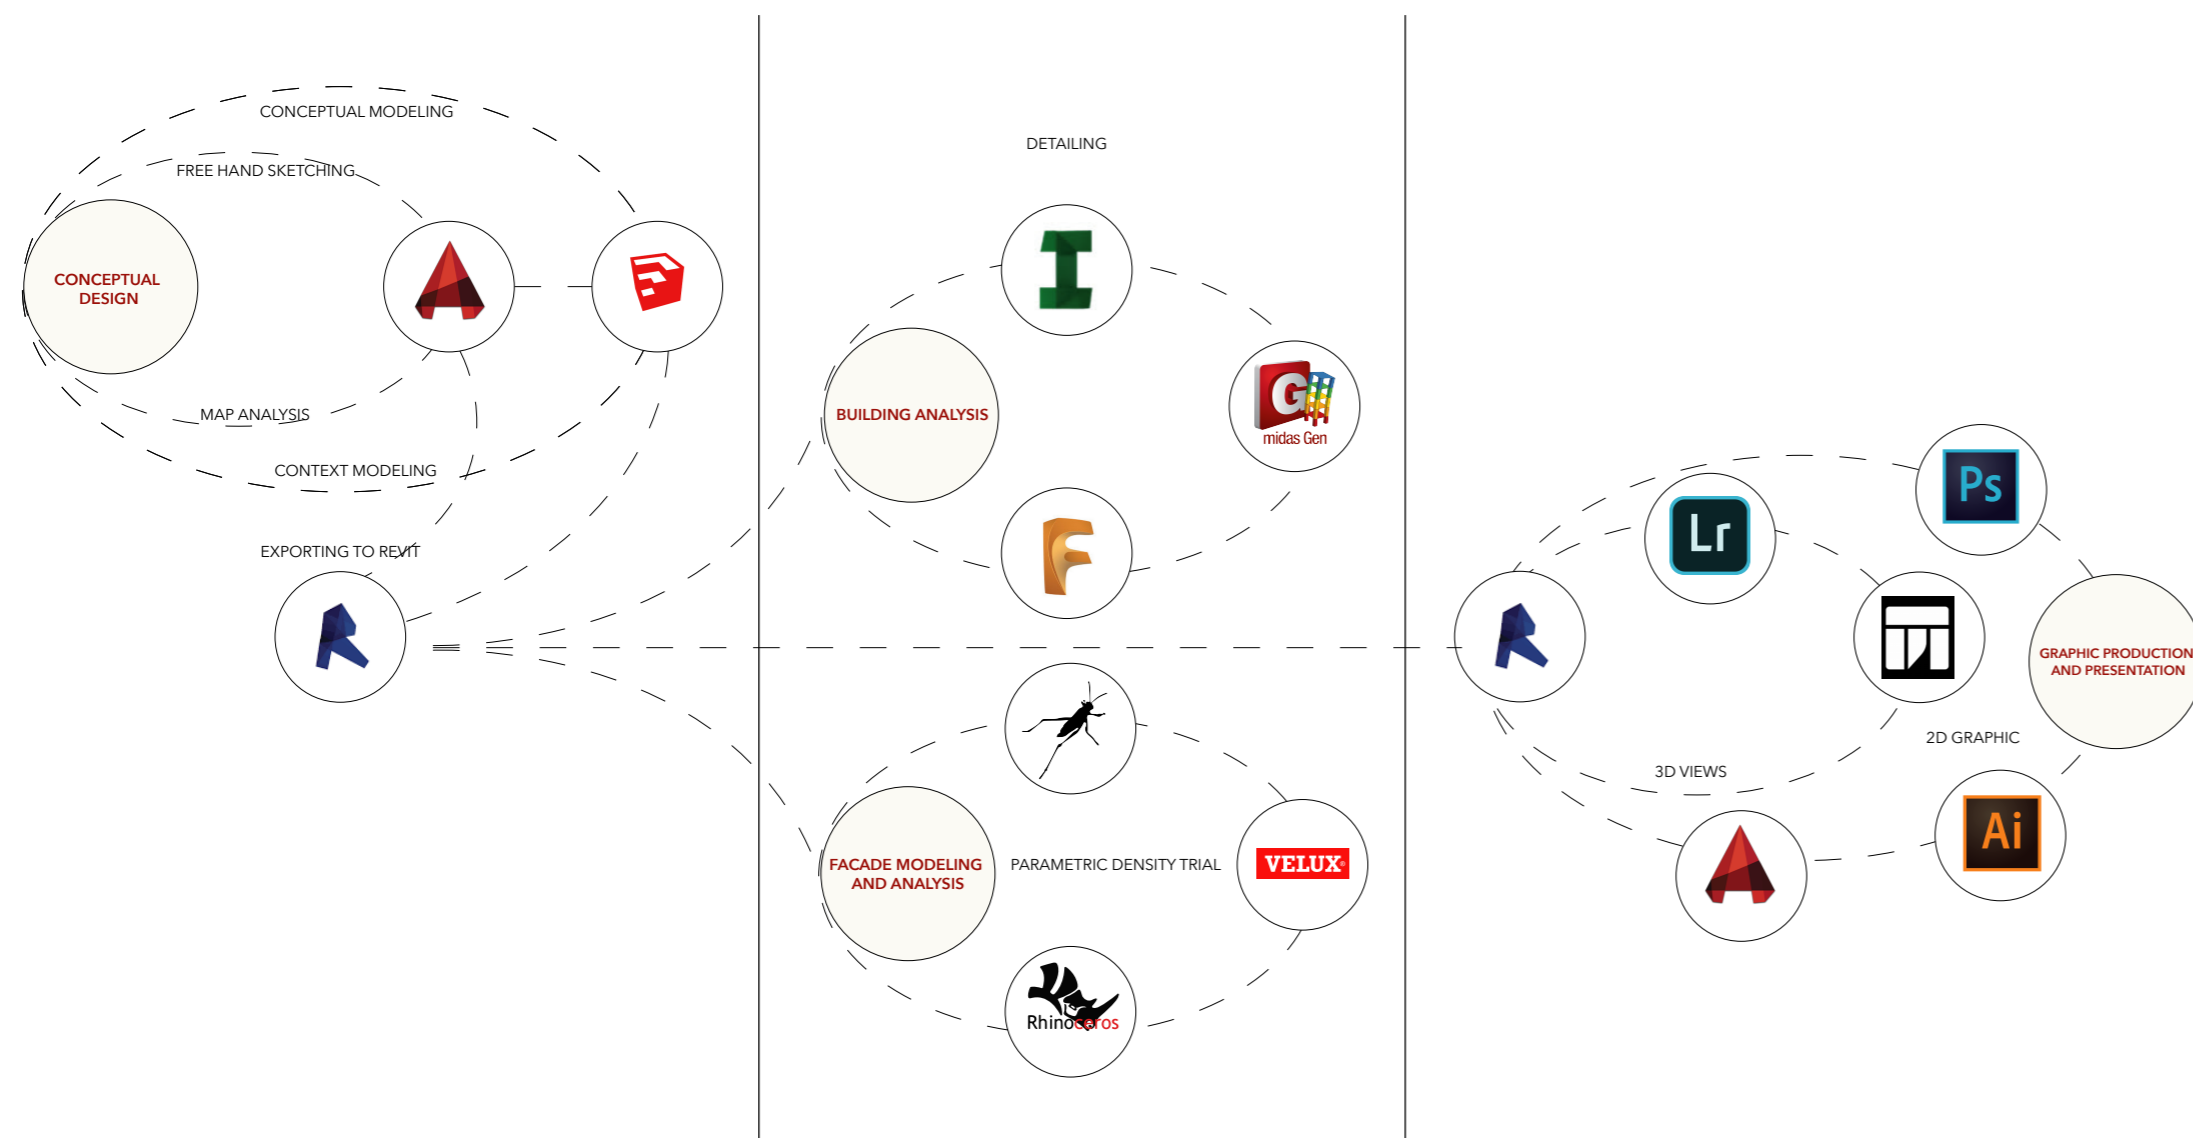 CONCEPTUAL MODELING
FREE HAND SKETCHING
CONCEPTUAL
DESIGN
MAP ANALYSIS
CONTEXT MODELING
EXPORTING TO REVIT
DETAILING
BUILDING ANALYSIS
G
midas Gen
FACADE MODELING
AND ANALYSIS
PARAMETRIC DENSITY TRIAL
VELUX®
Rhinoceros
Ps
Lr
GRAPHIC PRODUCTION
AND PRESENTATION
2D GRAPHIC
3D VIEWS
Ai